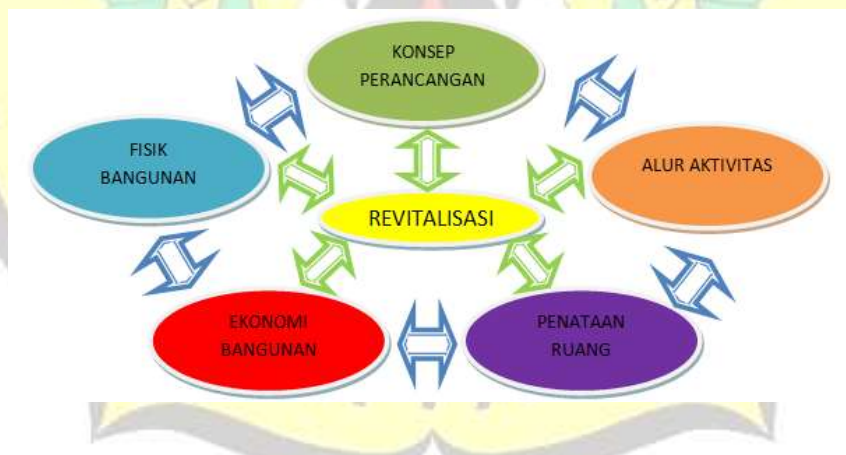 KONSEP
PERANCANGAN
FISIK
BANGUNAN
ALUR AKTIVITAS
REVITALISASI
EKONOMI
BANGUNAN
PENATAAN
RUANG